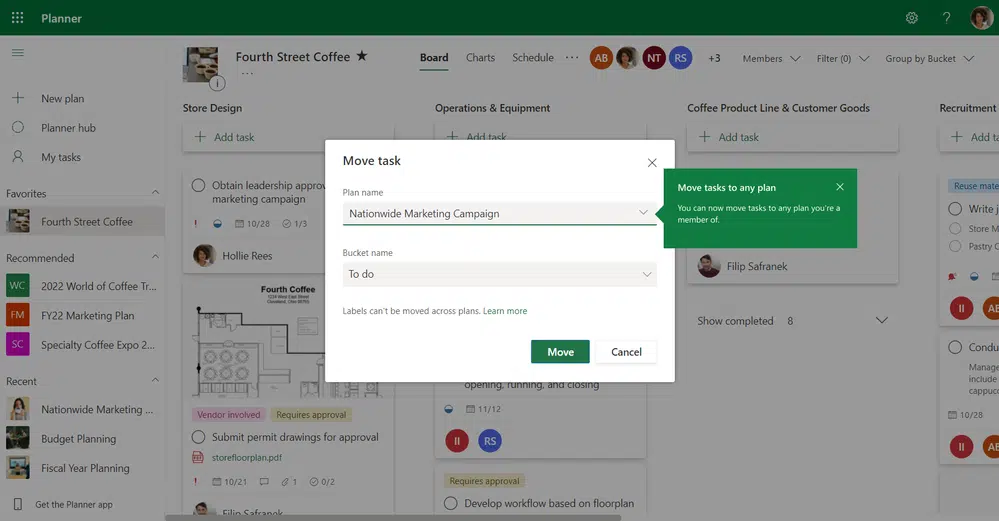 Planner
Fourth Street Coffee
Board
Charts
Schedule
AB
NT
RS
+3
Members
Filter (0)
Group by Bucket
New plan
Planner hub
My tasks
Favorites
Fourth Street Coffee
Recommended
WC
2022 World of Coffee Tr...
FM
FY22 Marketing Plan
SC
Specialty Coffee Expo 2...
Recent
Nationwide Marketing ...
Budget Planning
Fiscal Year Planning
Get the Planner app
Store Design
Add task
Obtain leadership approv
marketing campaign
10/28
1/3
Hollie Rees
Fourth Coffee
Vendor involved
Requires approval
Submit permit drawings for approval
storefloorplan.pdf
10/21
1
0/2
Filip Safranek
Operations & Equipment
Add task
opening, running, and closing
11/12
II
RS
Requires approval
Develop workflow based on floorplan
Coffee Product Line & Customer Goods
Add task
Filip Safranek
Show completed 8
Recruitment
Add
Reuse mate
Write j
Store M
Pastry C
II
AB
Conduc
Manage
include
cappuc
10/28
II
AB
Move task
Plan name
Nationwide Marketing Campaign
Bucket name
To do
Labels can't be moved across plans. Learn more
Move
Cancel
Move tasks to any plan
You can now move tasks to any plan you're a
member of.